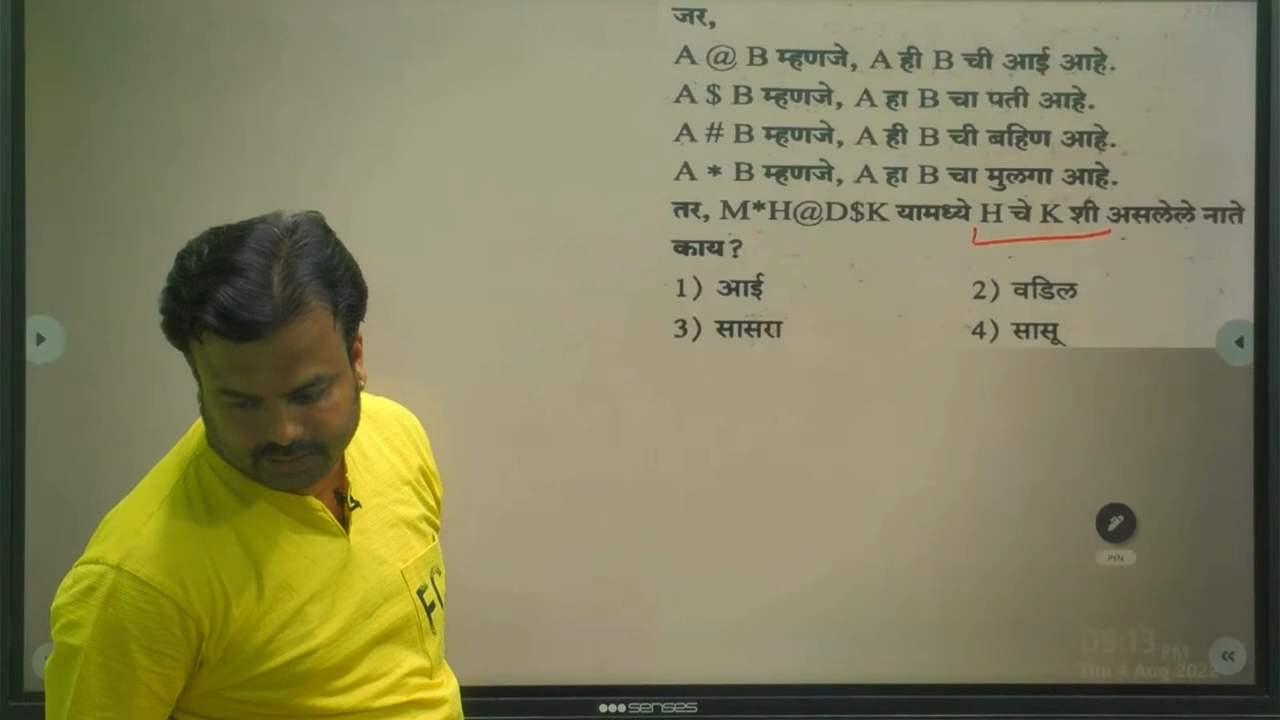 जर,
A @ B म्हणजे, A ही B ची आई आहे.
A $ B म्हणजे, A हा B चा पती आहे.
A # B म्हणजे, A ही B ची बहिण आहे.
A * B म्हणजे, A हा B चा मुलगा आहे.
तर, M*H@D$K यामध्ये H चे K शी असलेले नाते
काय?
1) आई 2) वडिल
3) सासरा 4) सासू
PEN
09:13 PM
Thu 4 Aug 2022
senses